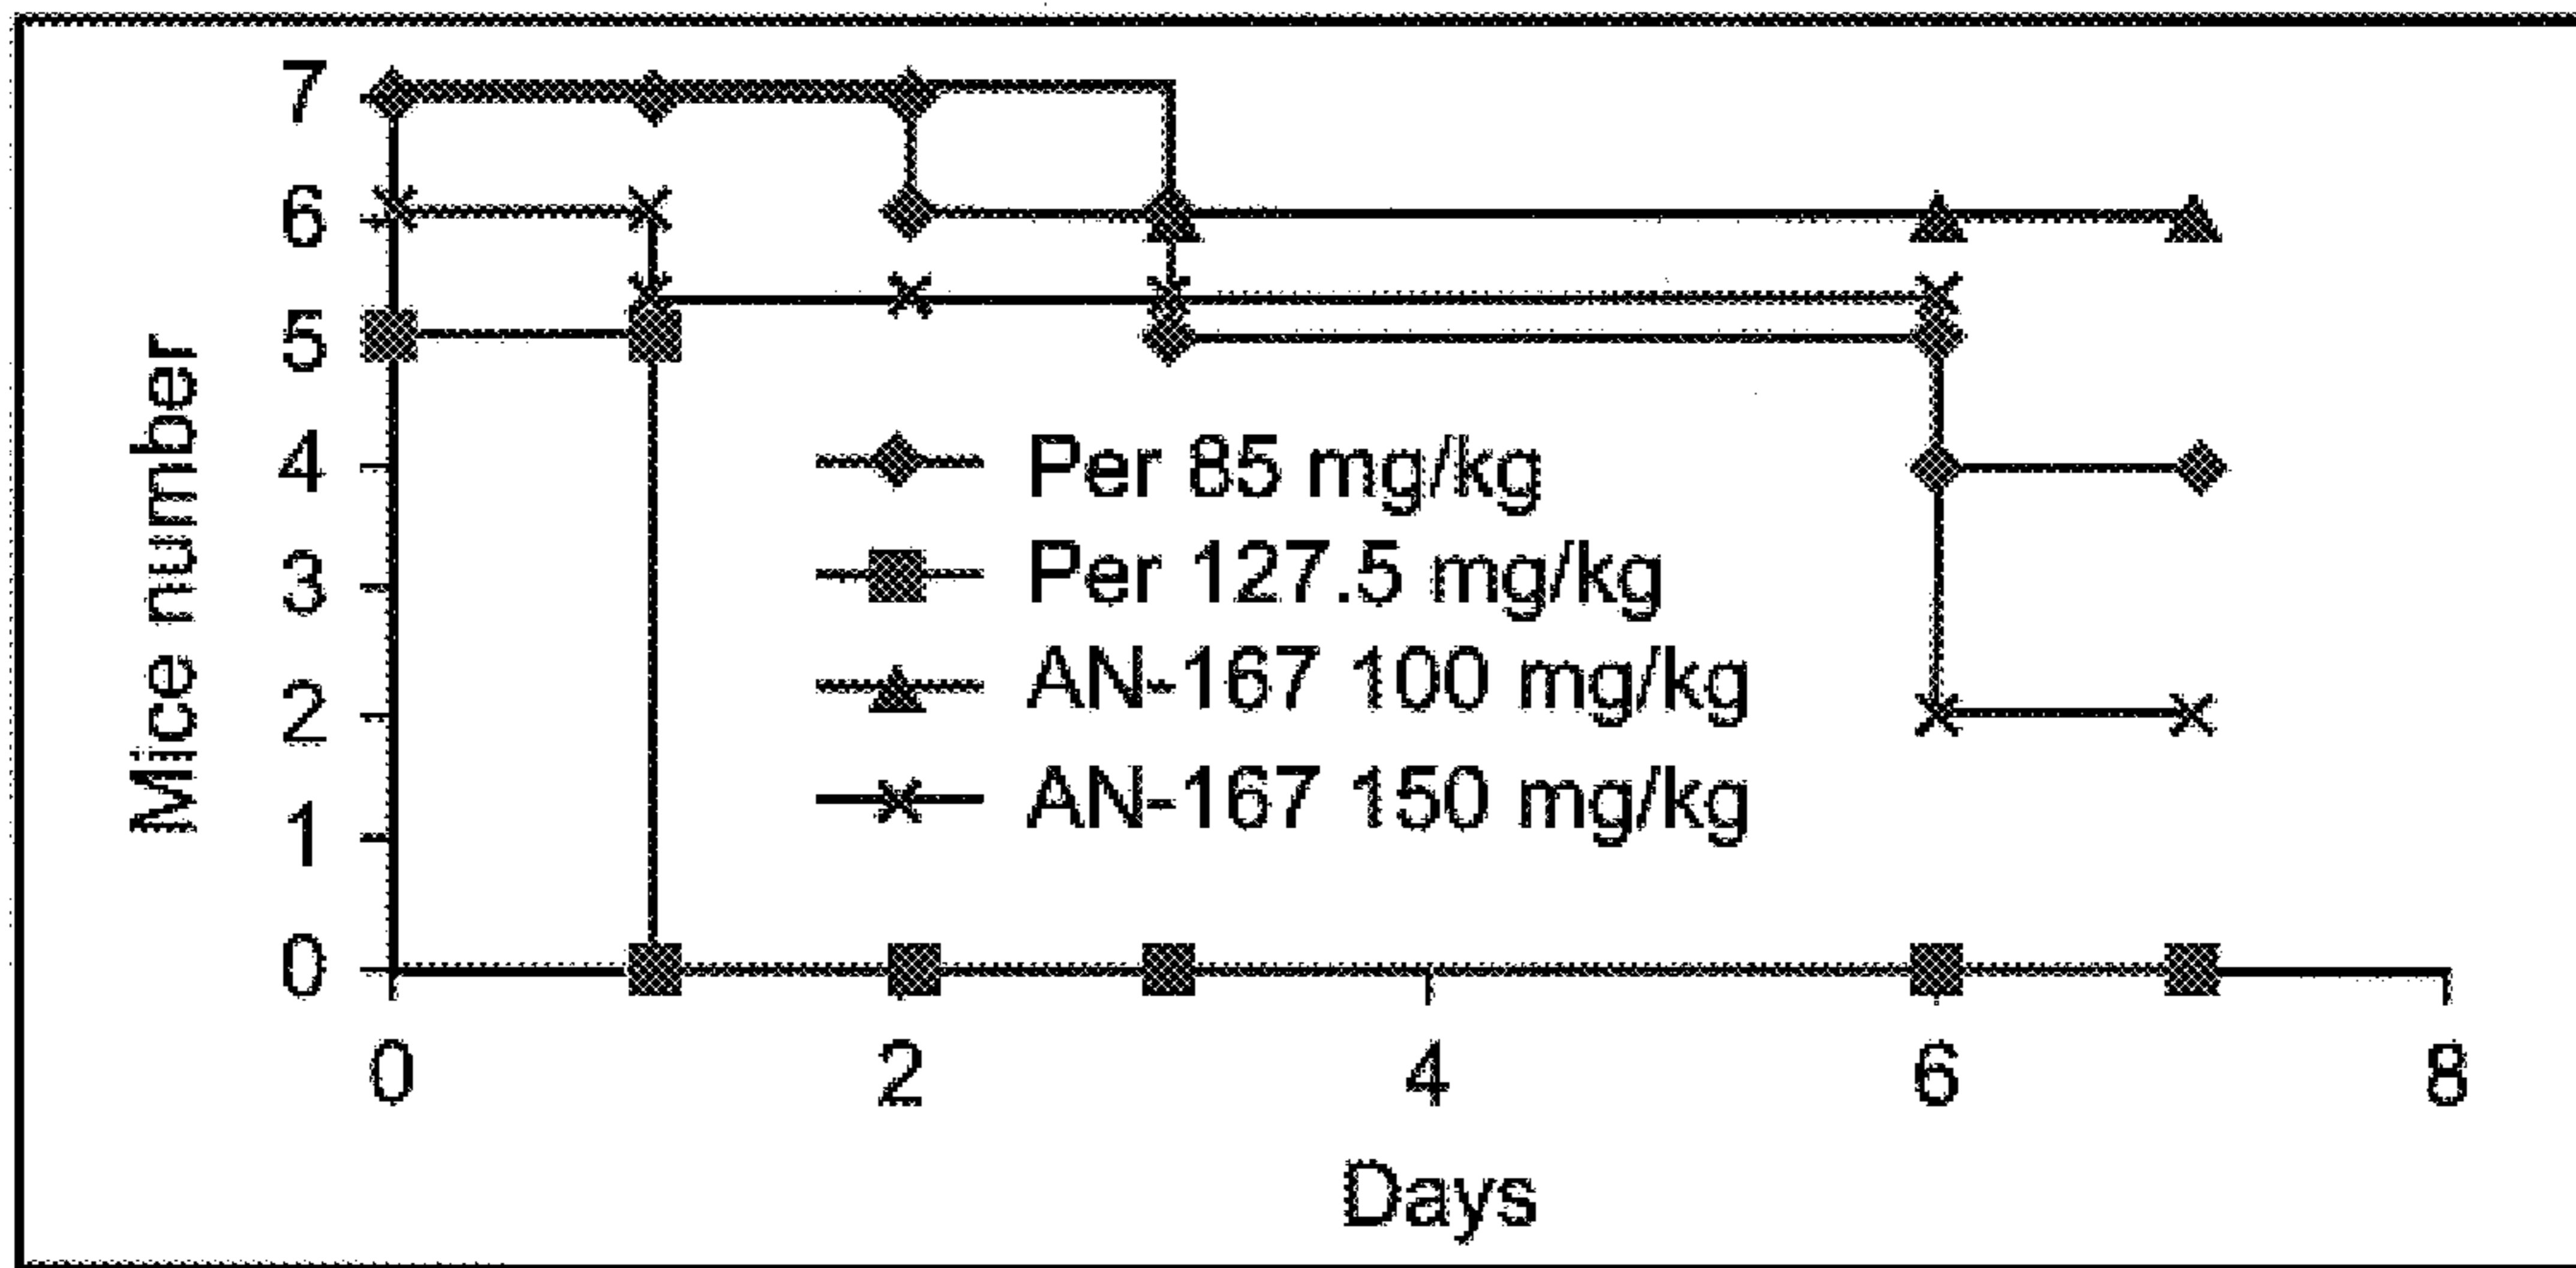 Mice number
7
6
5
4
3
2
1
0
Per 85 mg/kg
Per 127.5 mg/kg
AN-167 100 mg/kg
AN-167 150 mg/kg
0 2 4 6 8
Days